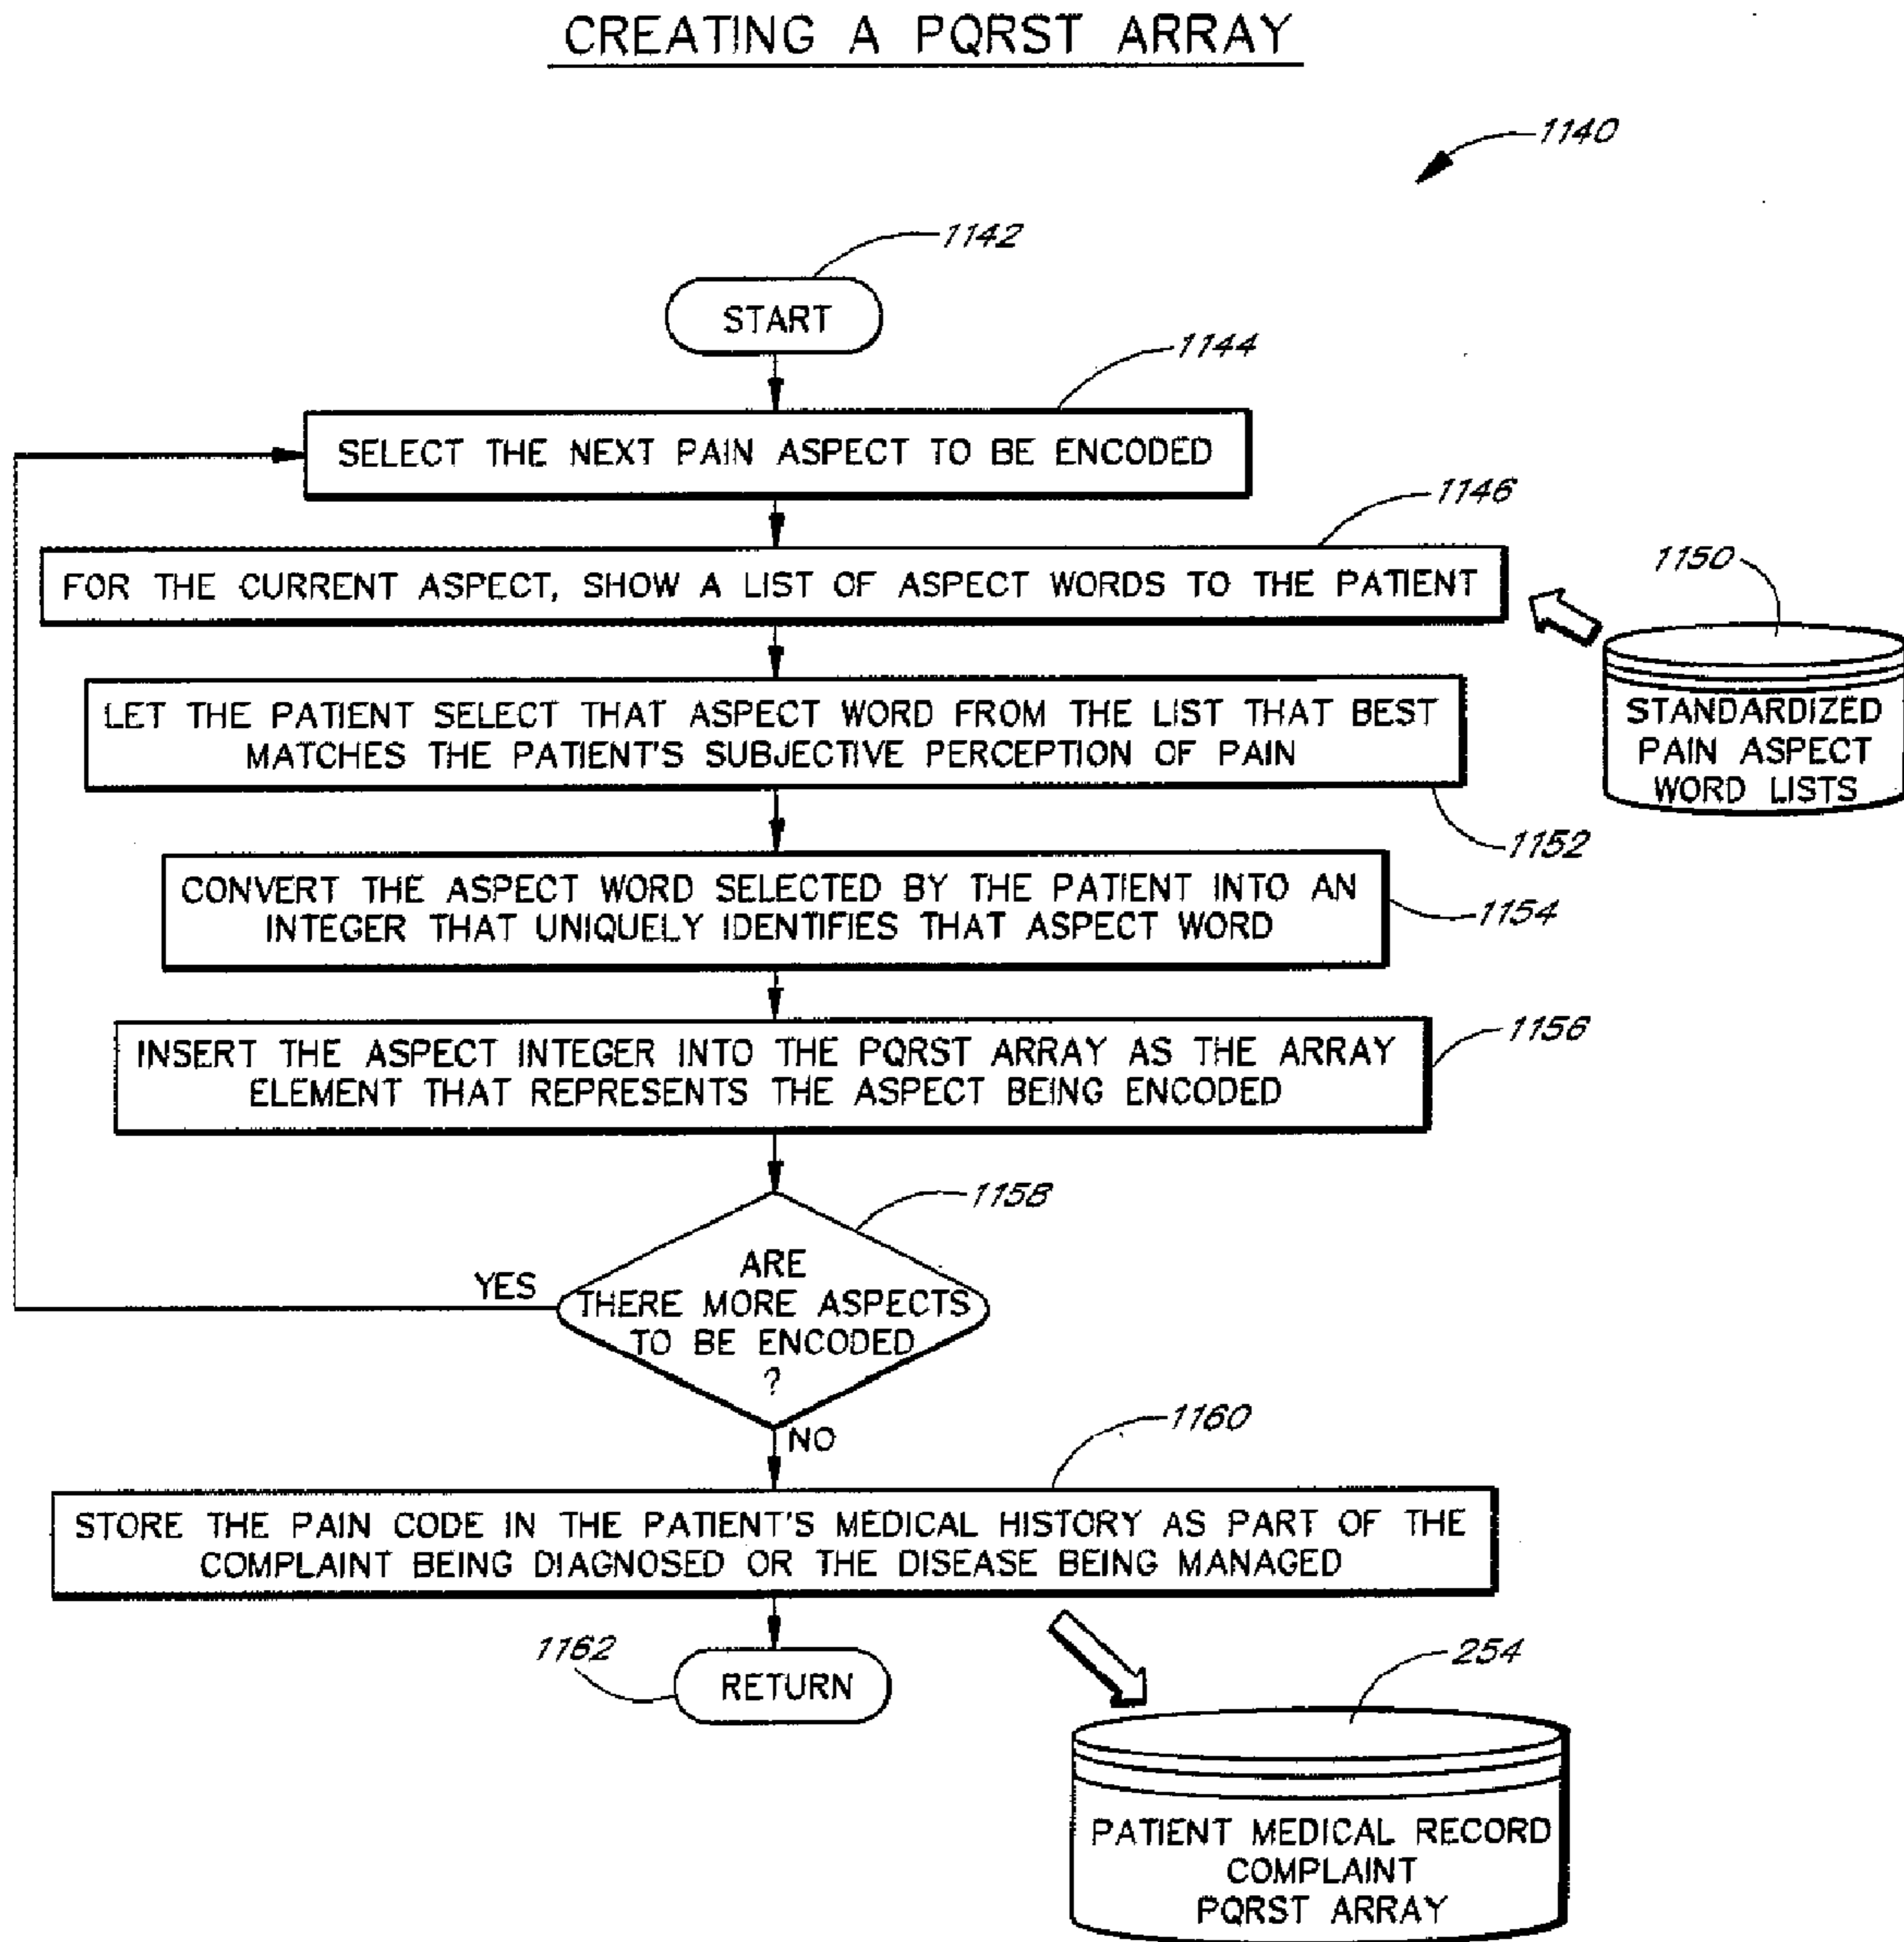 CREATING A PQRST ARRAY
1140
1142
START
1144
SELECT THE NEXT PAIN ASPECT TO BE ENCODED
1146
FOR THE CURRENT ASPECT, SHOW A LIST OF ASPECT WORDS TO THE PATIENT
1150
STANDARDIZED
PAIN ASPECT
WORD LISTS
LET THE PATIENT SELECT THAT ASPECT WORD FROM THE LIST THAT BEST
MATCHES THE PATIENT'S SUBJECTIVE PERCEPTION OF PAIN
1152
CONVERT THE ASPECT WORD SELECTED BY THE PATIENT INTO AN
INTEGER THAT UNIQUELY IDENTIFIES THAT ASPECT WORD
1154
INSERT THE ASPECT INTEGER INTO THE PQRST ARRAY AS THE ARRAY
ELEMENT THAT REPRESENTS THE ASPECT BEING ENCODED
1156
1158
ARE
THERE MORE ASPECTS
TO BE ENCODED
?
YES
NO
1160
STORE THE PAIN CODE IN THE PATIENT'S MEDICAL HISTORY AS PART OF THE
COMPLAINT BEING DIAGNOSED OR THE DISEASE BEING MANAGED
1162
RETURN
254
PATIENT MEDICAL RECORD
COMPLAINT
PQRST ARRAY